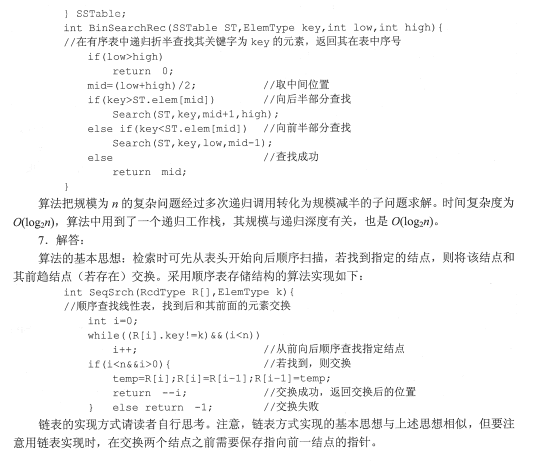 } SSTable;
int BinSearchRec(SSTable ST,ElemType key,int low,int high){
//在有序表中递归折半查找其关键字为 key 的元素，返回其在表中序号
if(low>high)
return 0;
mid=(low+high)/2; //取中间位置
if(key>ST.elem[mid]) //向后半部分查找
Search(ST,key,mid+1,high);
else if(key<ST.elem[mid]) //向前半部分查找
Search(ST,key,low,mid-1);
else //查找成功
return mid;
}
算法把规模为 n 的复杂问题经过多次递归调用转化为规模减半的子问题求解。时间复杂度为
O(log₂n)，算法中用到了一个递归工作栈，其规模与递归深度有关，也是 O(log₂n)。
7．解答：
算法的基本思想：检索时可先从表头开始向后顺序扫描，若找到指定的结点，则将该结点和
其前趋结点（若存在）交换。采用顺序表存储结构的算法实现如下：
int SeqSrch(RcdType R[],ElemType k){
//顺序查找线性表，找到后和其前面的元素交换
int i=0;
while((R[i].key!=k)&&(i<n))
i++; //从前向后顺序查找指定结点
if(i<n&&i>0){ //若找到，则交换
temp=R[i];R[i]=R[i-1];R[i-1]=temp;
return --i; //交换成功，返回交换后的位置
} else return -1; //交换失败
链表的实现方式请读者自行思考。注意，链表方式实现的基本思想与上述思想相似，但要注
意用链表实现时，在交换两个结点之前需要保存指向前一结点的指针。